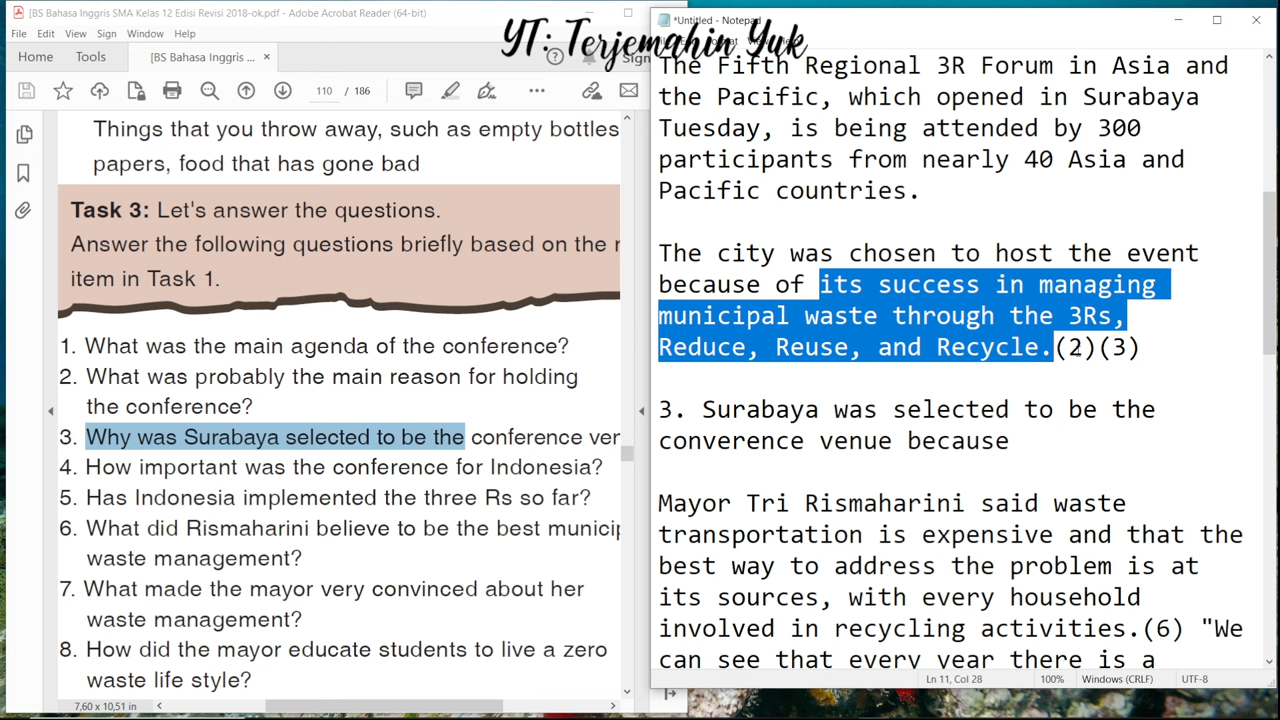 [BS Bahasa Inggris SMA Kelas 12 Edisi Revisi 2018-ok.pdf - Adobe Acrobat Reader (64-bit)
File Edit View Sign Window Help
Home Tools [BS Bahasa Inggris ... × Sign
110 / 186
Things that you throw away, such as empty bottles
papers, food that has gone bad
Task 3: Let's answer the questions.
Answer the following questions briefly based on the
item in Task 1.
1. What was the main agenda of the conference?
2. What was probably the main reason for holding
the conference?
3. Why was Surabaya selected to be the conference ver
4. How important was the conference for Indonesia?
5. Has Indonesia implemented the three Rs so far?
6. What did Rismaharini believe to be the best municip
waste management?
7. What made the mayor very convinced about her
waste management?
8. How did the mayor educate students to live a zero
waste life style?
7,60 x 10,51 in
YT: Terjemahin Yuk
*Untitled - Notepad
The Fifth Regional 3R Forum in Asia and
the Pacific, which opened in Surabaya
Tuesday, is being attended by 300
participants from nearly 40 Asia and
Pacific countries.
The city was chosen to host the event
because of its success in managing
municipal waste through the 3Rs,
Reduce, Reuse, and Recycle.(2)(3)
3. Surabaya was selected to be the
converence venue because
Mayor Tri Rismaharini said waste
transportation is expensive and that the
best way to address the problem is at
its sources, with every household
involved in recycling activities.(6) "We
can see that every year there is a
Ln 11, Col 28 100% Windows (CRLF) UTF-8